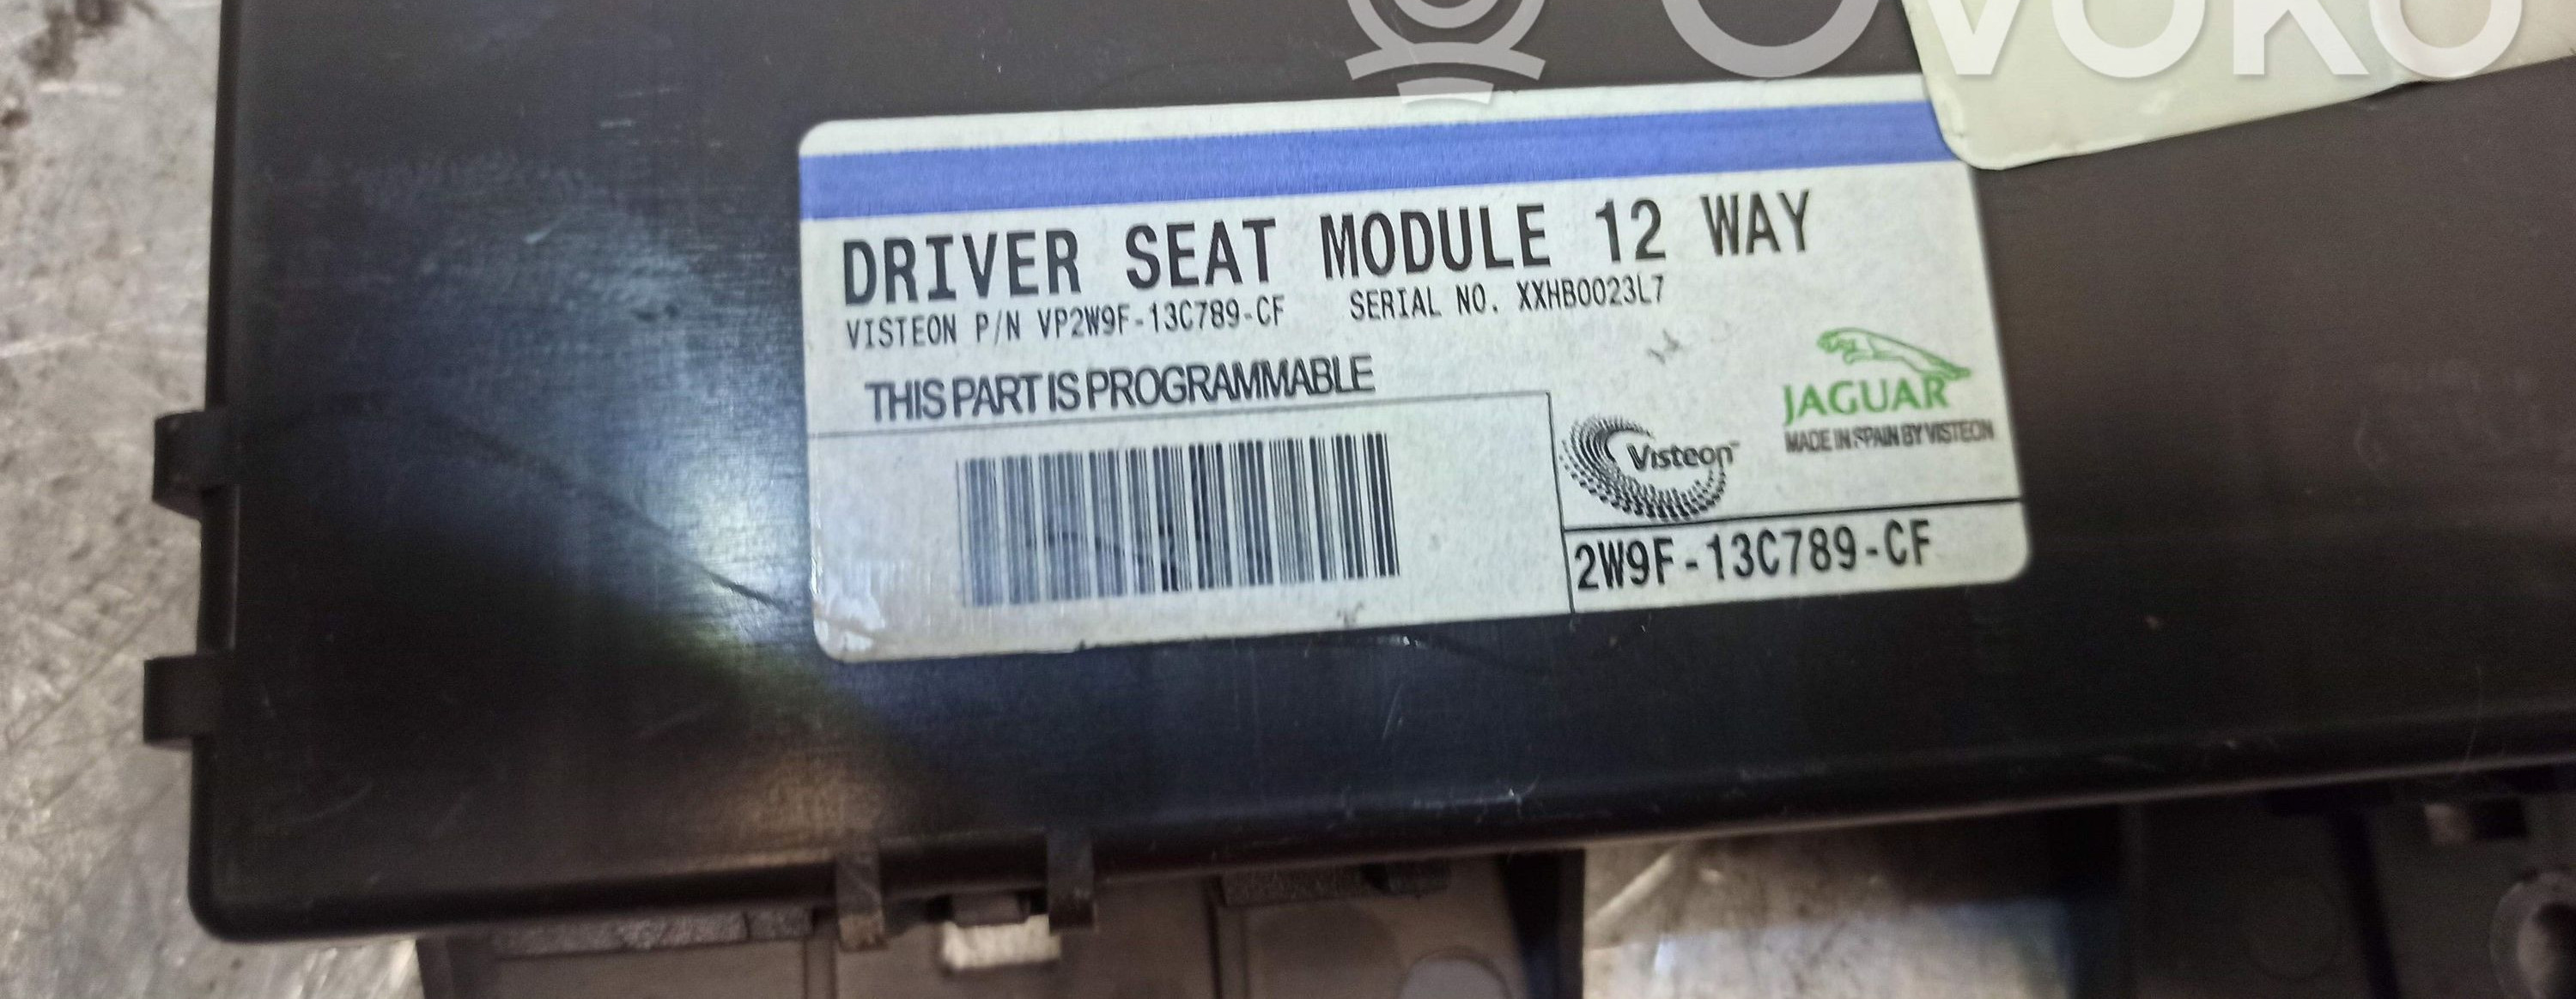 OVOKO
DRIVER SEAT MODULE 12 WAY
VISTEON P/N VP2W9F-13C789-CF SERIAL NO. XXHB0023L7
THIS PART IS PROGRAMMABLE
Visteon
JAGUAR
MADE IN SPAIN BY VISTEON
2W9F-13C789-CF